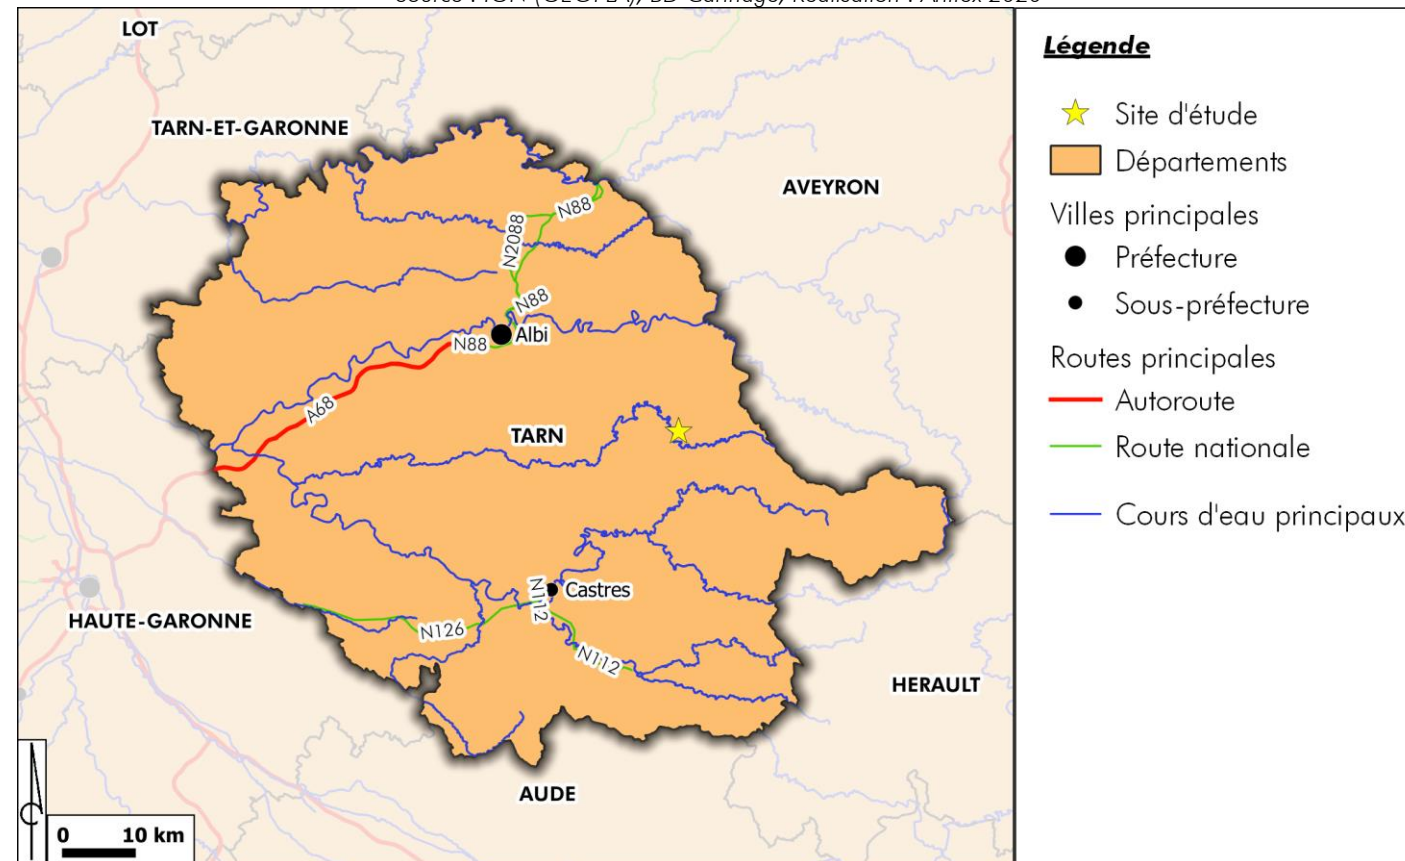 LOT
TARN-ET-GARONNE
AVEYRON
N88
N2088
N88
Albi
N88
A68
TARN
Castres
N112
HAUTE-GARONNE
N126
N112
HERAULT
AUDE
0 10 km
Légende
Site d'étude
Départements
Villes principales
Préfecture
Sous-préfecture
Routes principales
Autoroute
Route nationale
Cours d'eau principaux